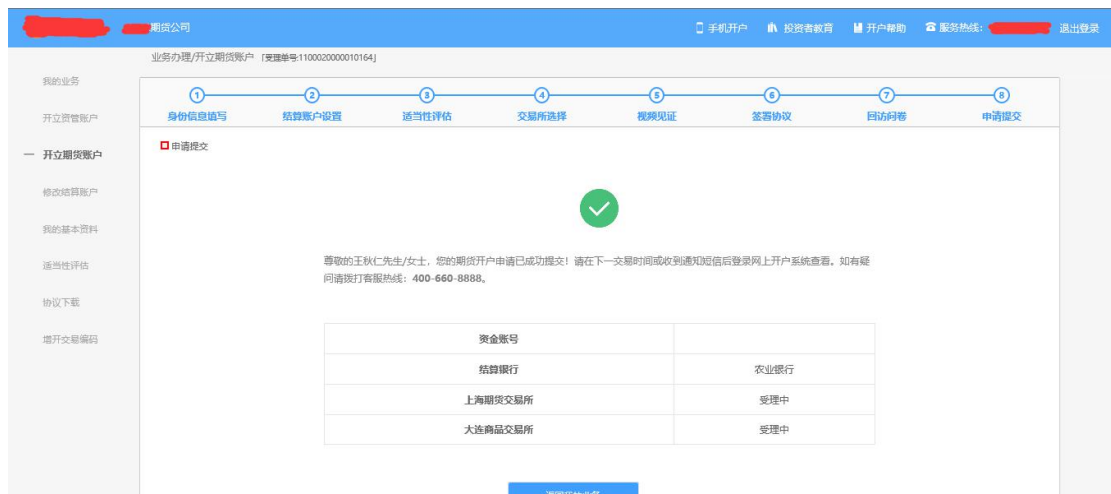 期货公司
手机开户
投资者教育
开户帮助
服务热线:
退出登录
业务办理/开立期货账户「受理单号:1100020000010164」
我的业务
开立资管账户
开立期货账户
修改结算账户
我的基本资料
适当性评估
协议下载
增开交易编码
1 2 3 4 5 6 7 8
身份信息填写 结算账户设置 适当性评估 交易所选择 视频见证 签署协议 回访问卷 申请提交
申请提交
尊敬的王秋仁先生/女士，您的期货开户申请已成功提交！请在下一交易时间或收到通知短信后登录网上开户系统查看。如有疑
问请拨打客服热线：400-660-8888。
资金账号
结算银行 农业银行
上海期货交易所 受理中
大连商品交易所 受理中